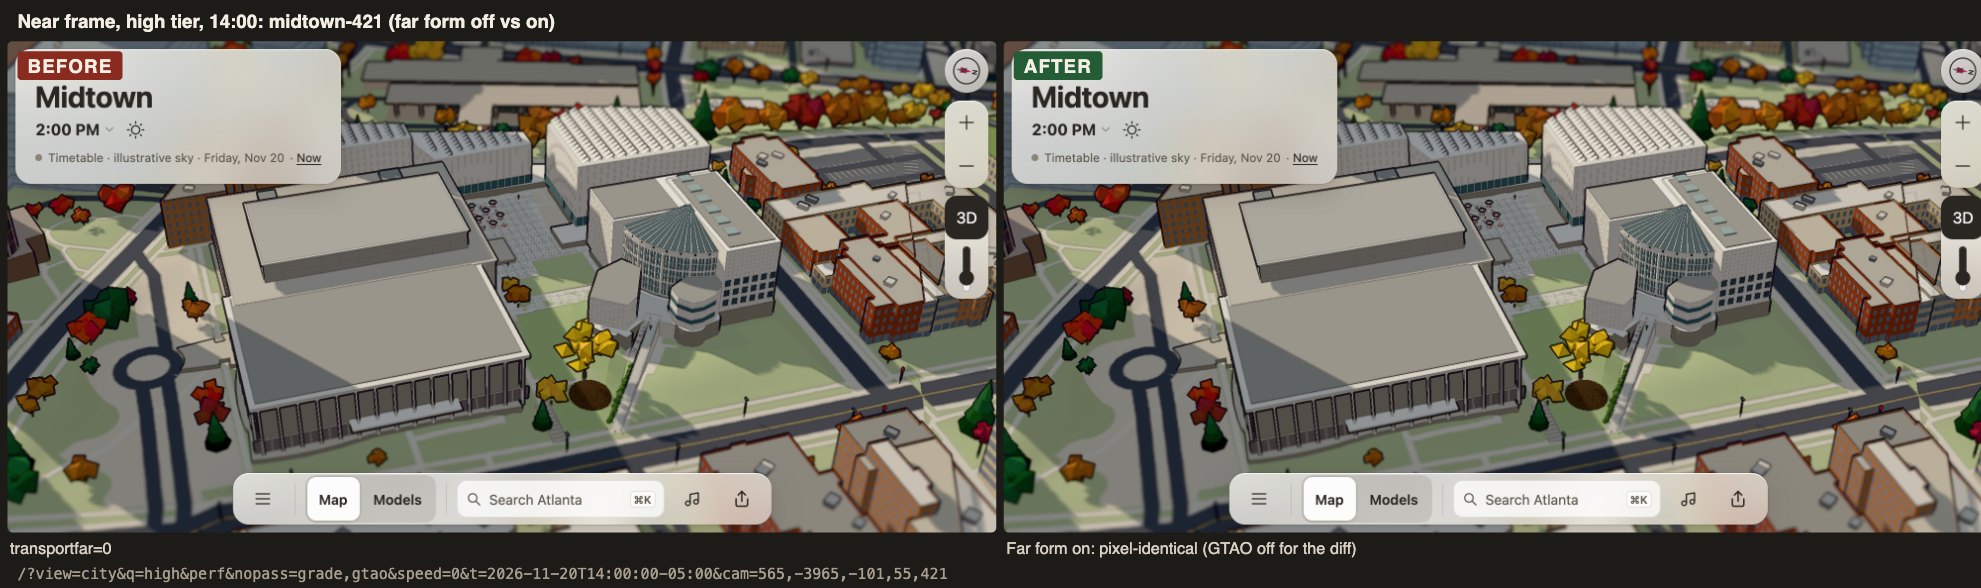 Near frame, high tier, 14:00: midtown-421 (far form off vs on)
BEFORE
Midtown
2:00 PM
Timetable · illustrative sky · Friday, Nov 20 · Now
Z
+
−
3D
Map Models Search Atlanta ⌘K
transportfar=0
AFTER
Midtown
2:00 PM
Timetable · illustrative sky · Friday, Nov 20 · Now
Z
+
−
3D
Map Models Search Atlanta ⌘K
Far form on: pixel-identical (GTAO off for the diff)
/?view=city&q=high&perf&nopass=grade,gtao&speed=0&t=2026-11-20T14:00:00-05:00&cam=565,-3965,-101,55,421